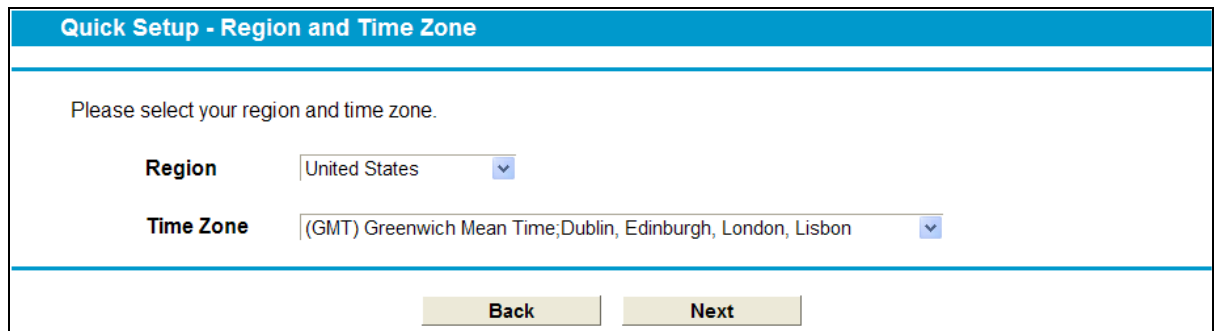 Quick Setup - Region and Time Zone
Please select your region and time zone.
Region United States
Time Zone (GMT) Greenwich Mean Time;Dublin, Edinburgh, London, Lisbon
Back Next